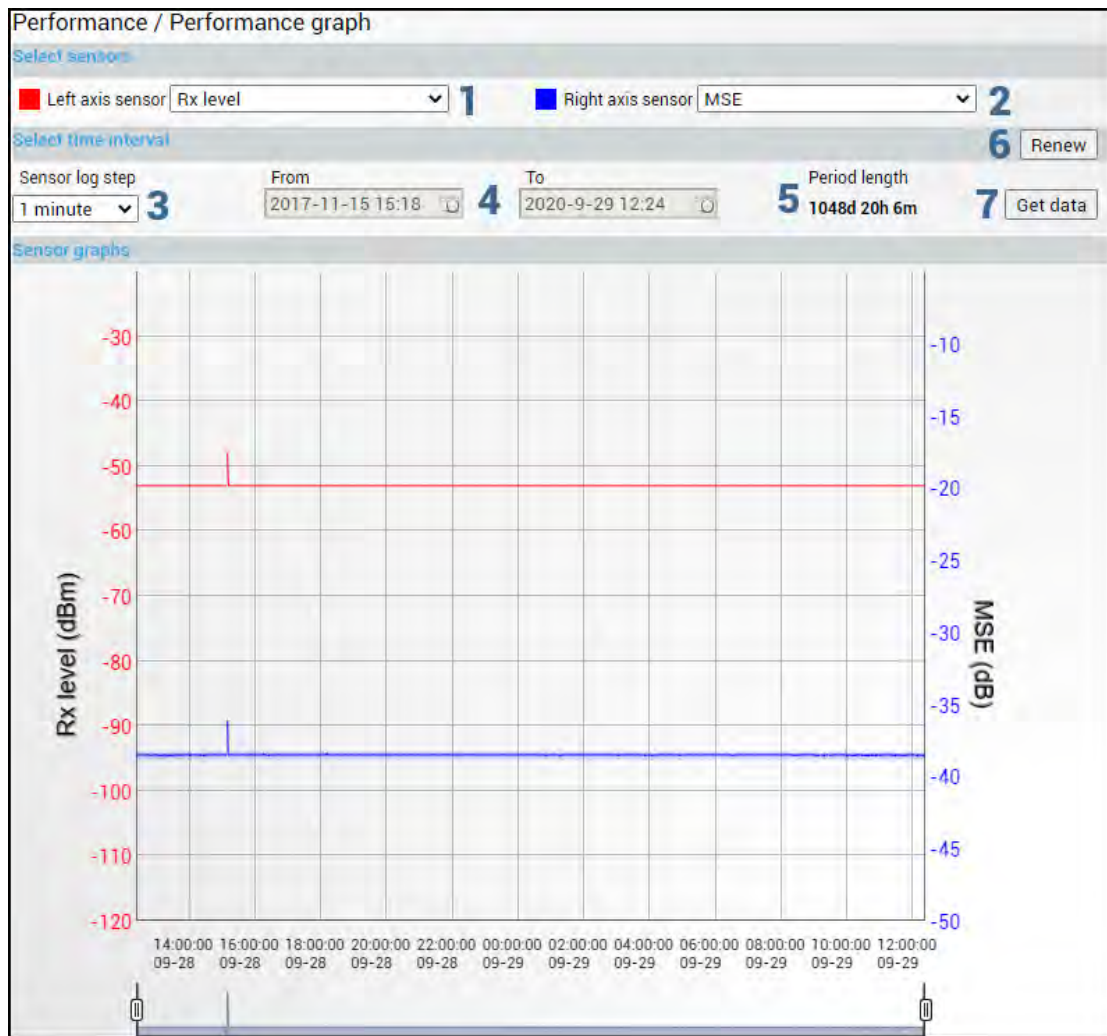 Performance / Performance graph
Select sensors
Left axis sensor Rx level 1 Right axis sensor MSE 2
Select time interval 6 Renew
Sensor log step From To Period length
1 minute 3 2017-11-15 15:18 4 2020-9-29 12:24 5 1048d 20h 6m 7 Get data
Sensor graphs
-30 -10
-40 -15
-50 -20
-60 -25
-70 -30
-80 -35
-90 -40
-100 -45
-110 -50
-120
Rx level (dBm)
MSE (dB)
14:00:00 16:00:00 18:00:00 20:00:00 22:00:00 00:00:00 02:00:00 04:00:00 06:00:00 08:00:00 10:00:00 12:00:00
09-28 09-28 09-28 09-28 09-28 09-29 09-29 09-29 09-29 09-29 09-29 09-29